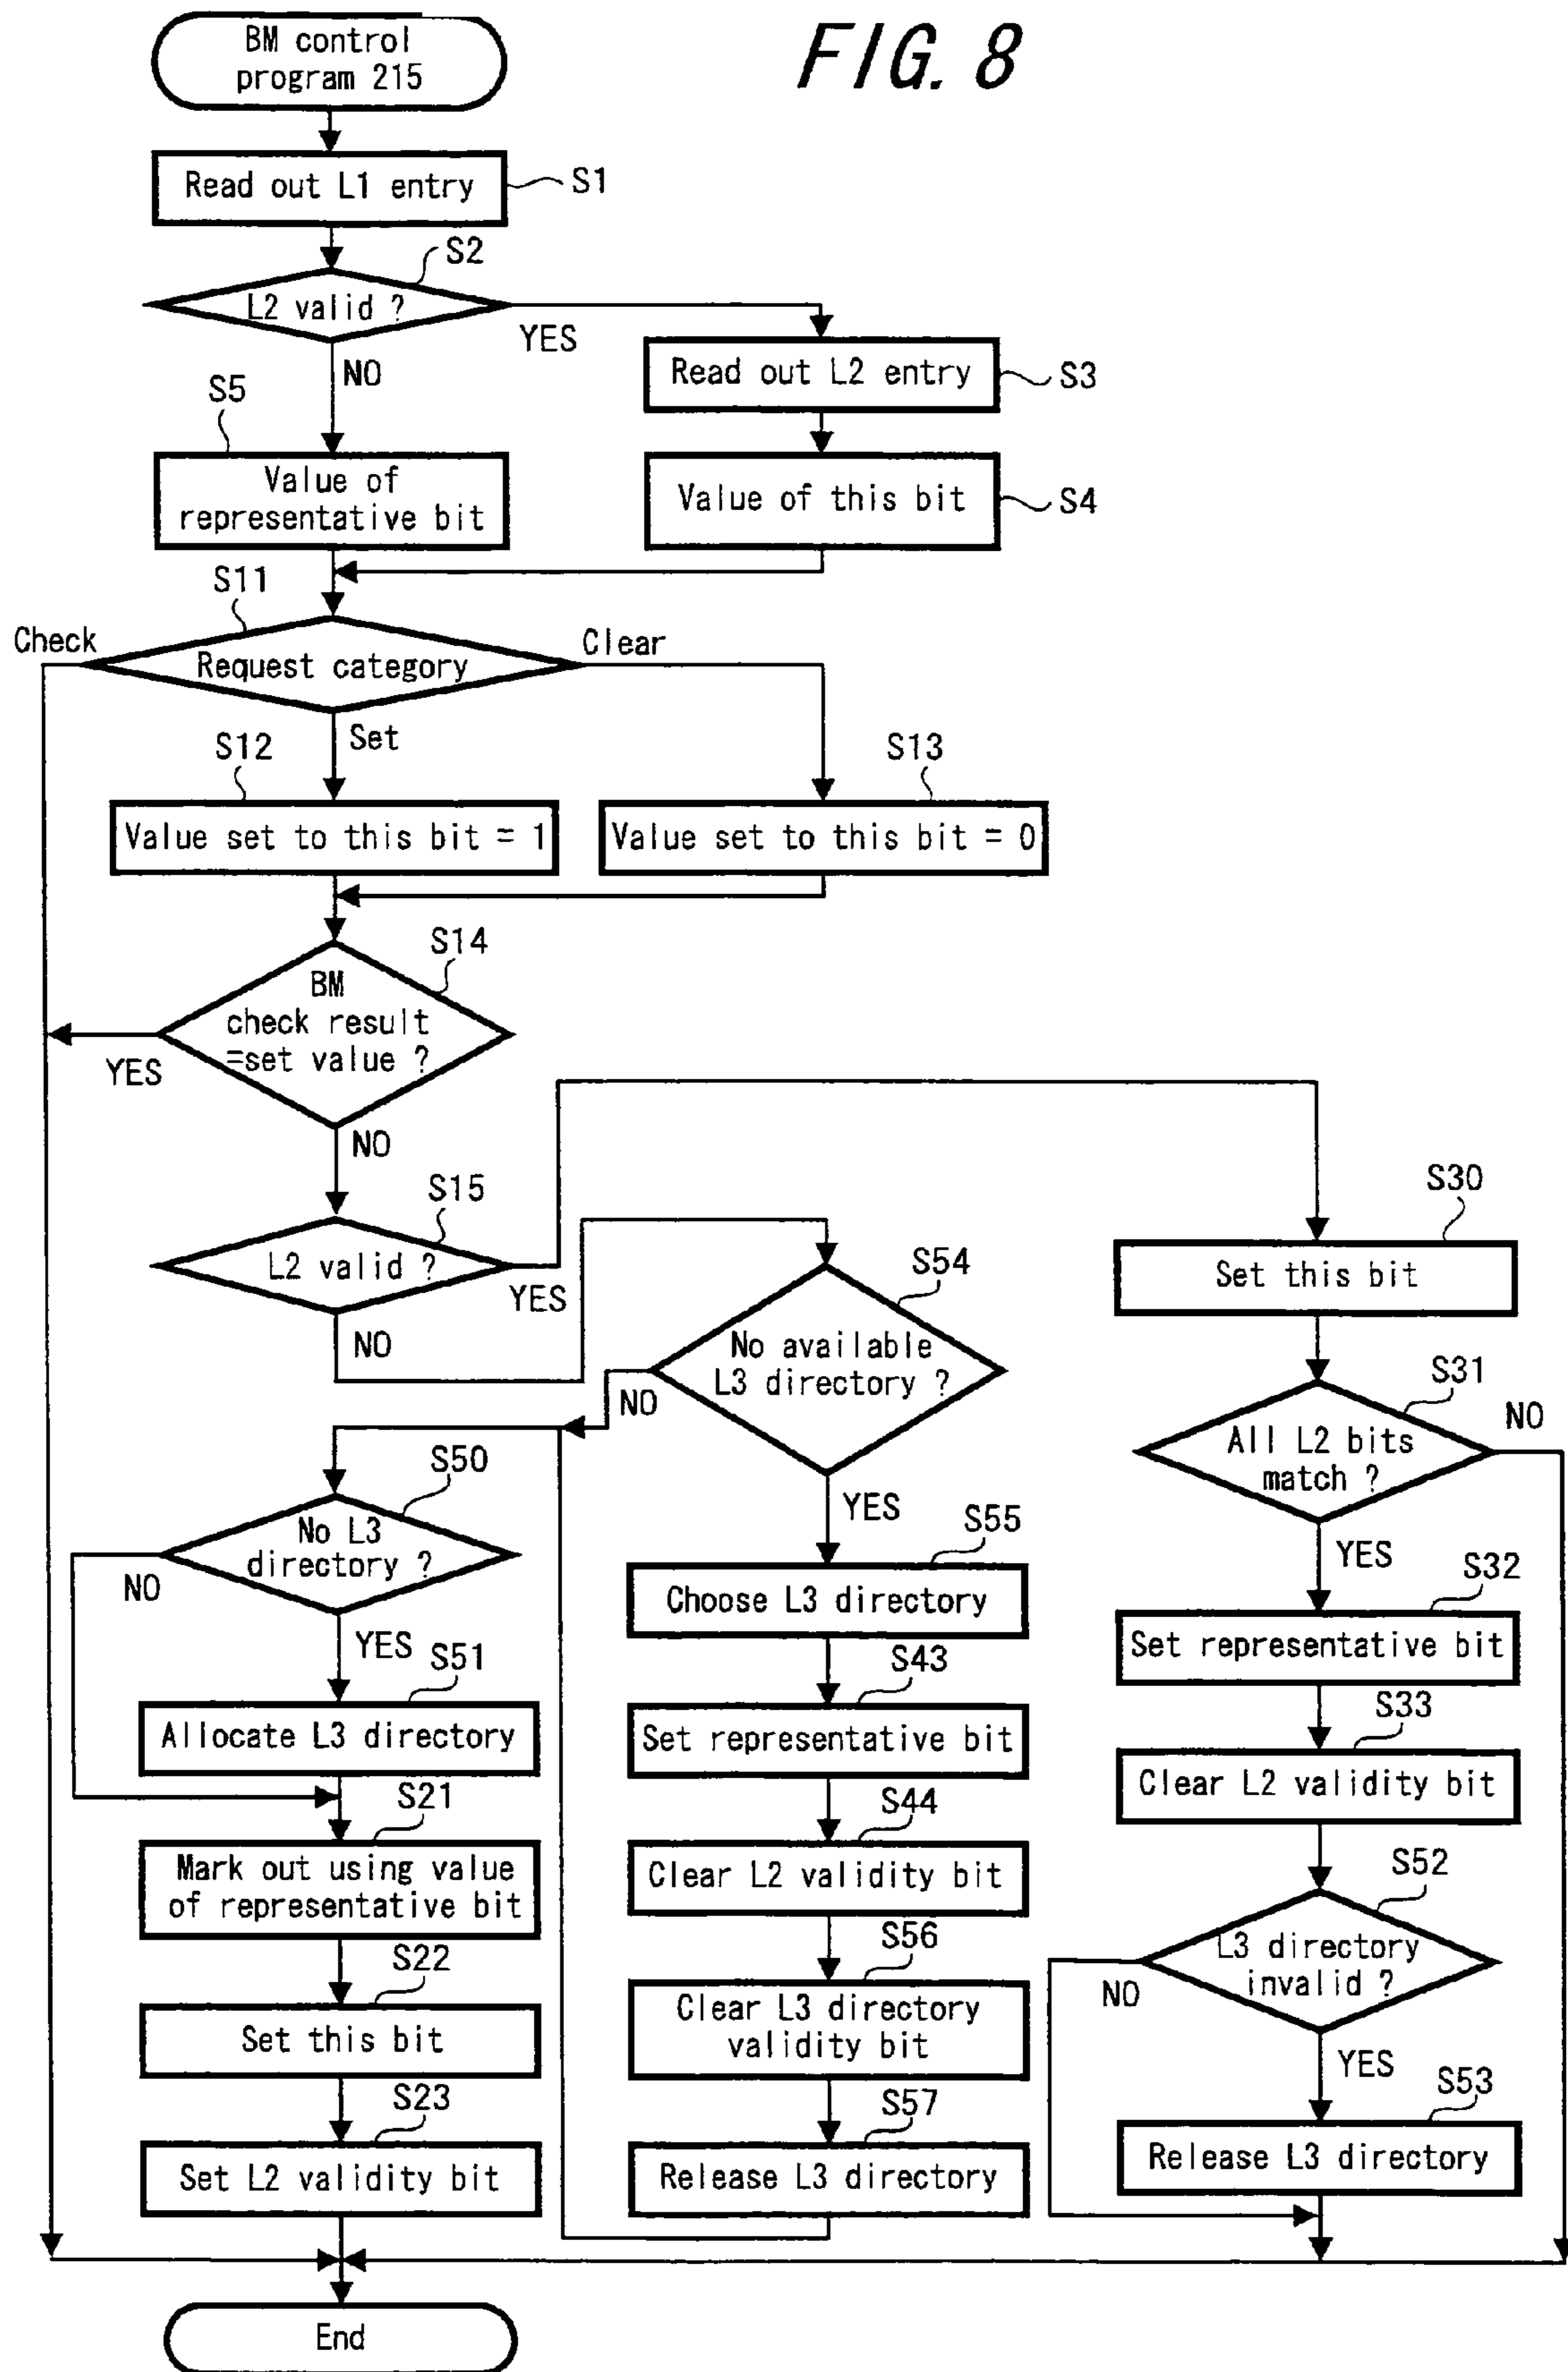 FIG. 8
BM control
program 215
Read out L1 entry
S1
S2
L2 valid ?
YES
NO
Read out L2 entry
S3
S5
Value of
representative bit
Value of this bit
S4
S11
Check
Request category
Clear
Set
S12
S13
Value set to this bit = 1
Value set to this bit = 0
S14
BM
check result
=set value ?
YES
NO
S15
L2 valid ?
YES
NO
S54
No available
L3 directory ?
NO
YES
S30
Set this bit
S31
All L2 bits
match ?
NO
YES
S50
No L3
directory ?
NO
YES
S51
Allocate L3 directory
S21
Mark out using value
of representative bit
S22
Set this bit
S23
Set L2 validity bit
S55
Choose L3 directory
S43
Set representative bit
S44
Clear L2 validity bit
S56
Clear L3 directory
validity bit
S57
Release L3 directory
S32
Set representative bit
S33
Clear L2 validity bit
S52
L3 directory
invalid ?
NO
YES
S53
Release L3 directory
End